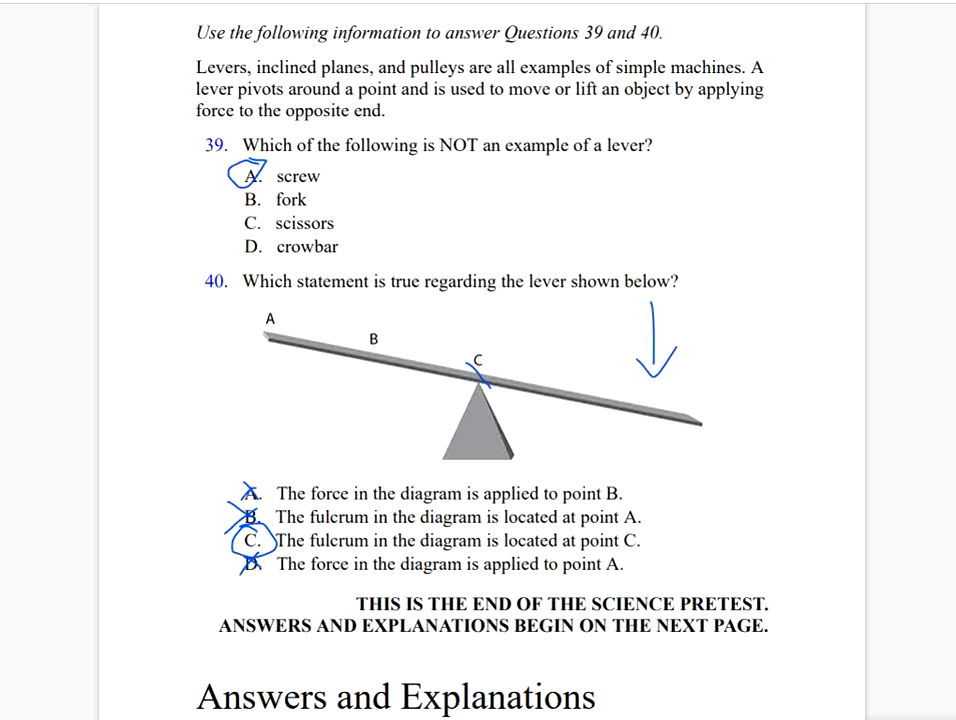 Use the following information to answer Questions 39 and 40.
Levers, inclined planes, and pulleys are all examples of simple machines. A
lever pivots around a point and is used to move or lift an object by applying
force to the opposite end.
39. Which of the following is NOT an example of a lever?
A. screw
B. fork
C. scissors
D. crowbar
40. Which statement is true regarding the lever shown below?
A
B
C
A. The force in the diagram is applied to point B.
B. The fulcrum in the diagram is located at point A.
C. The fulcrum in the diagram is located at point C.
D. The force in the diagram is applied to point A.
THIS IS THE END OF THE SCIENCE PRETEST.
ANSWERS AND EXPLANATIONS BEGIN ON THE NEXT PAGE.
Answers and Explanations